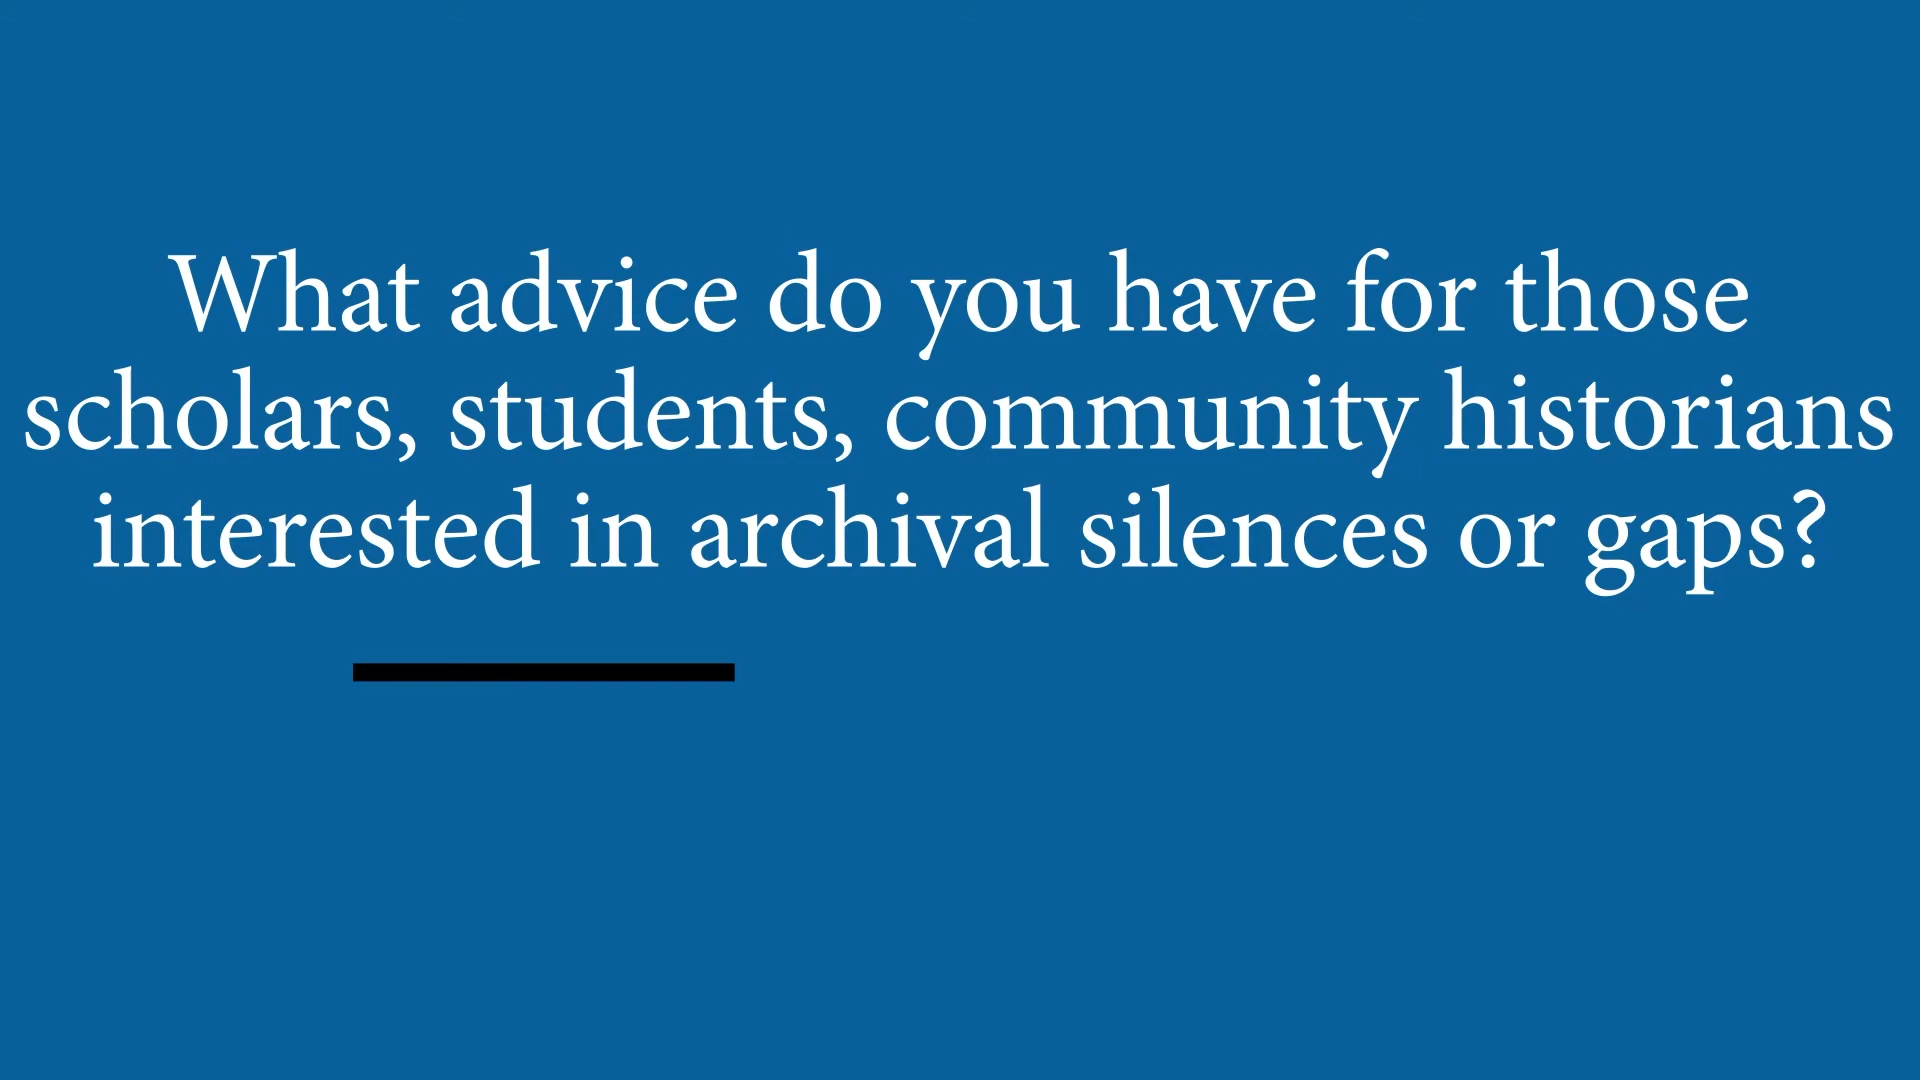 What advice do you have for those
scholars, students, community historians
interested in archival silences or gaps?